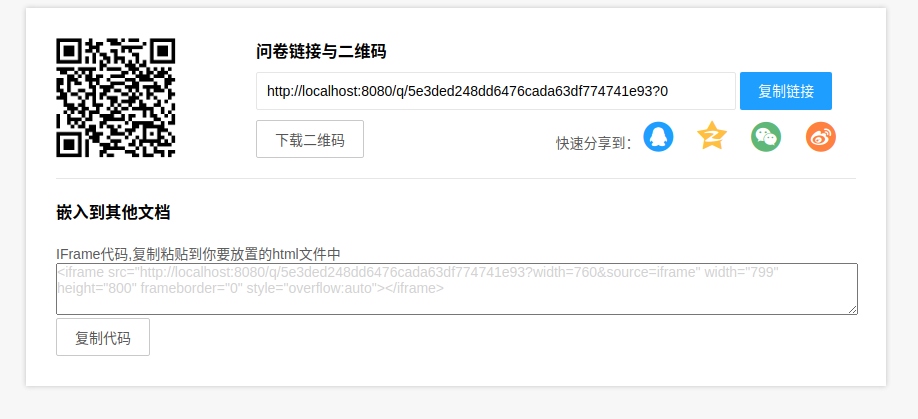 问卷链接与二维码
http://localhost:8080/q/5e3ded248dd6476cada63df774741e93?0
复制链接
下载二维码
快速分享到：
嵌入到其他文档
IFrame代码,复制粘贴到你要放置的html文件中
<iframe src="http://localhost:8080/q/5e3ded248dd6476cada63df774741e93?width=760&source=iframe" width="799"
height="800" frameborder="0" style="overflow:auto"></iframe>
复制代码